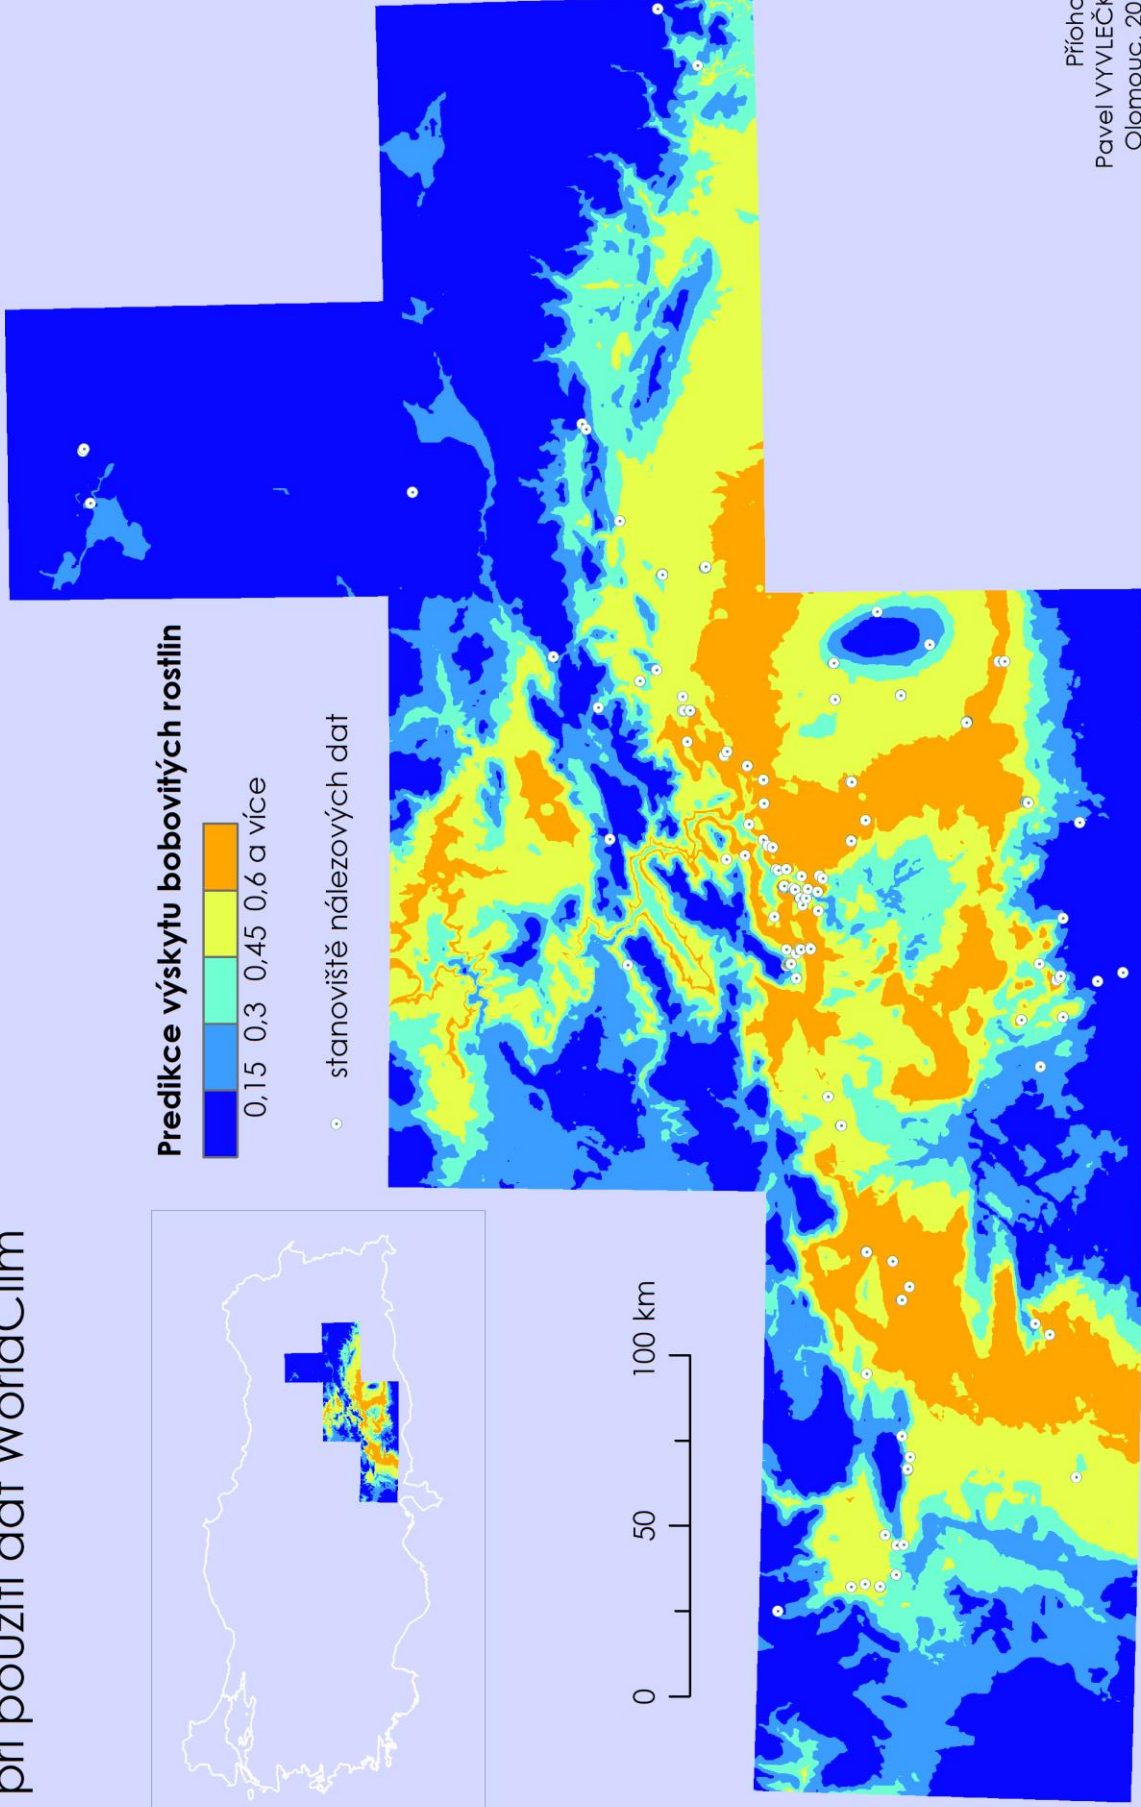 při použití dat WorldClim
Predikce výskytu bobovitých rostlin
0,15 0,3 0,45 0,6 a více
stanoviště nálezových dat
0 50 100 km
Pavel VYVLEČK
Olomouc, 20